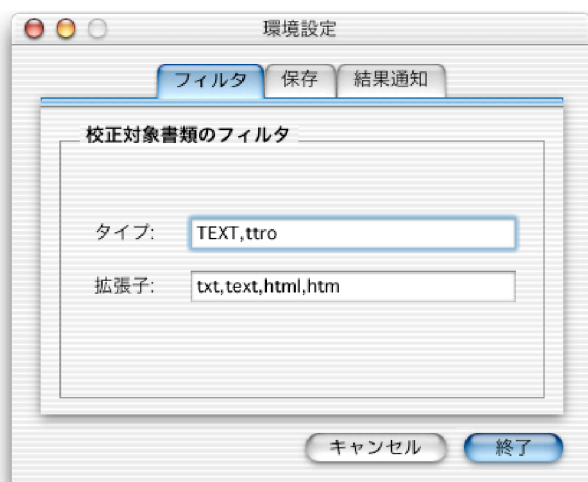 環境設定
フィルタ 保存 結果通知
校正対象書類のフィルタ
タイプ: TEXT,ttro
拡張子: txt,text,html,htm
キャンセル 終了